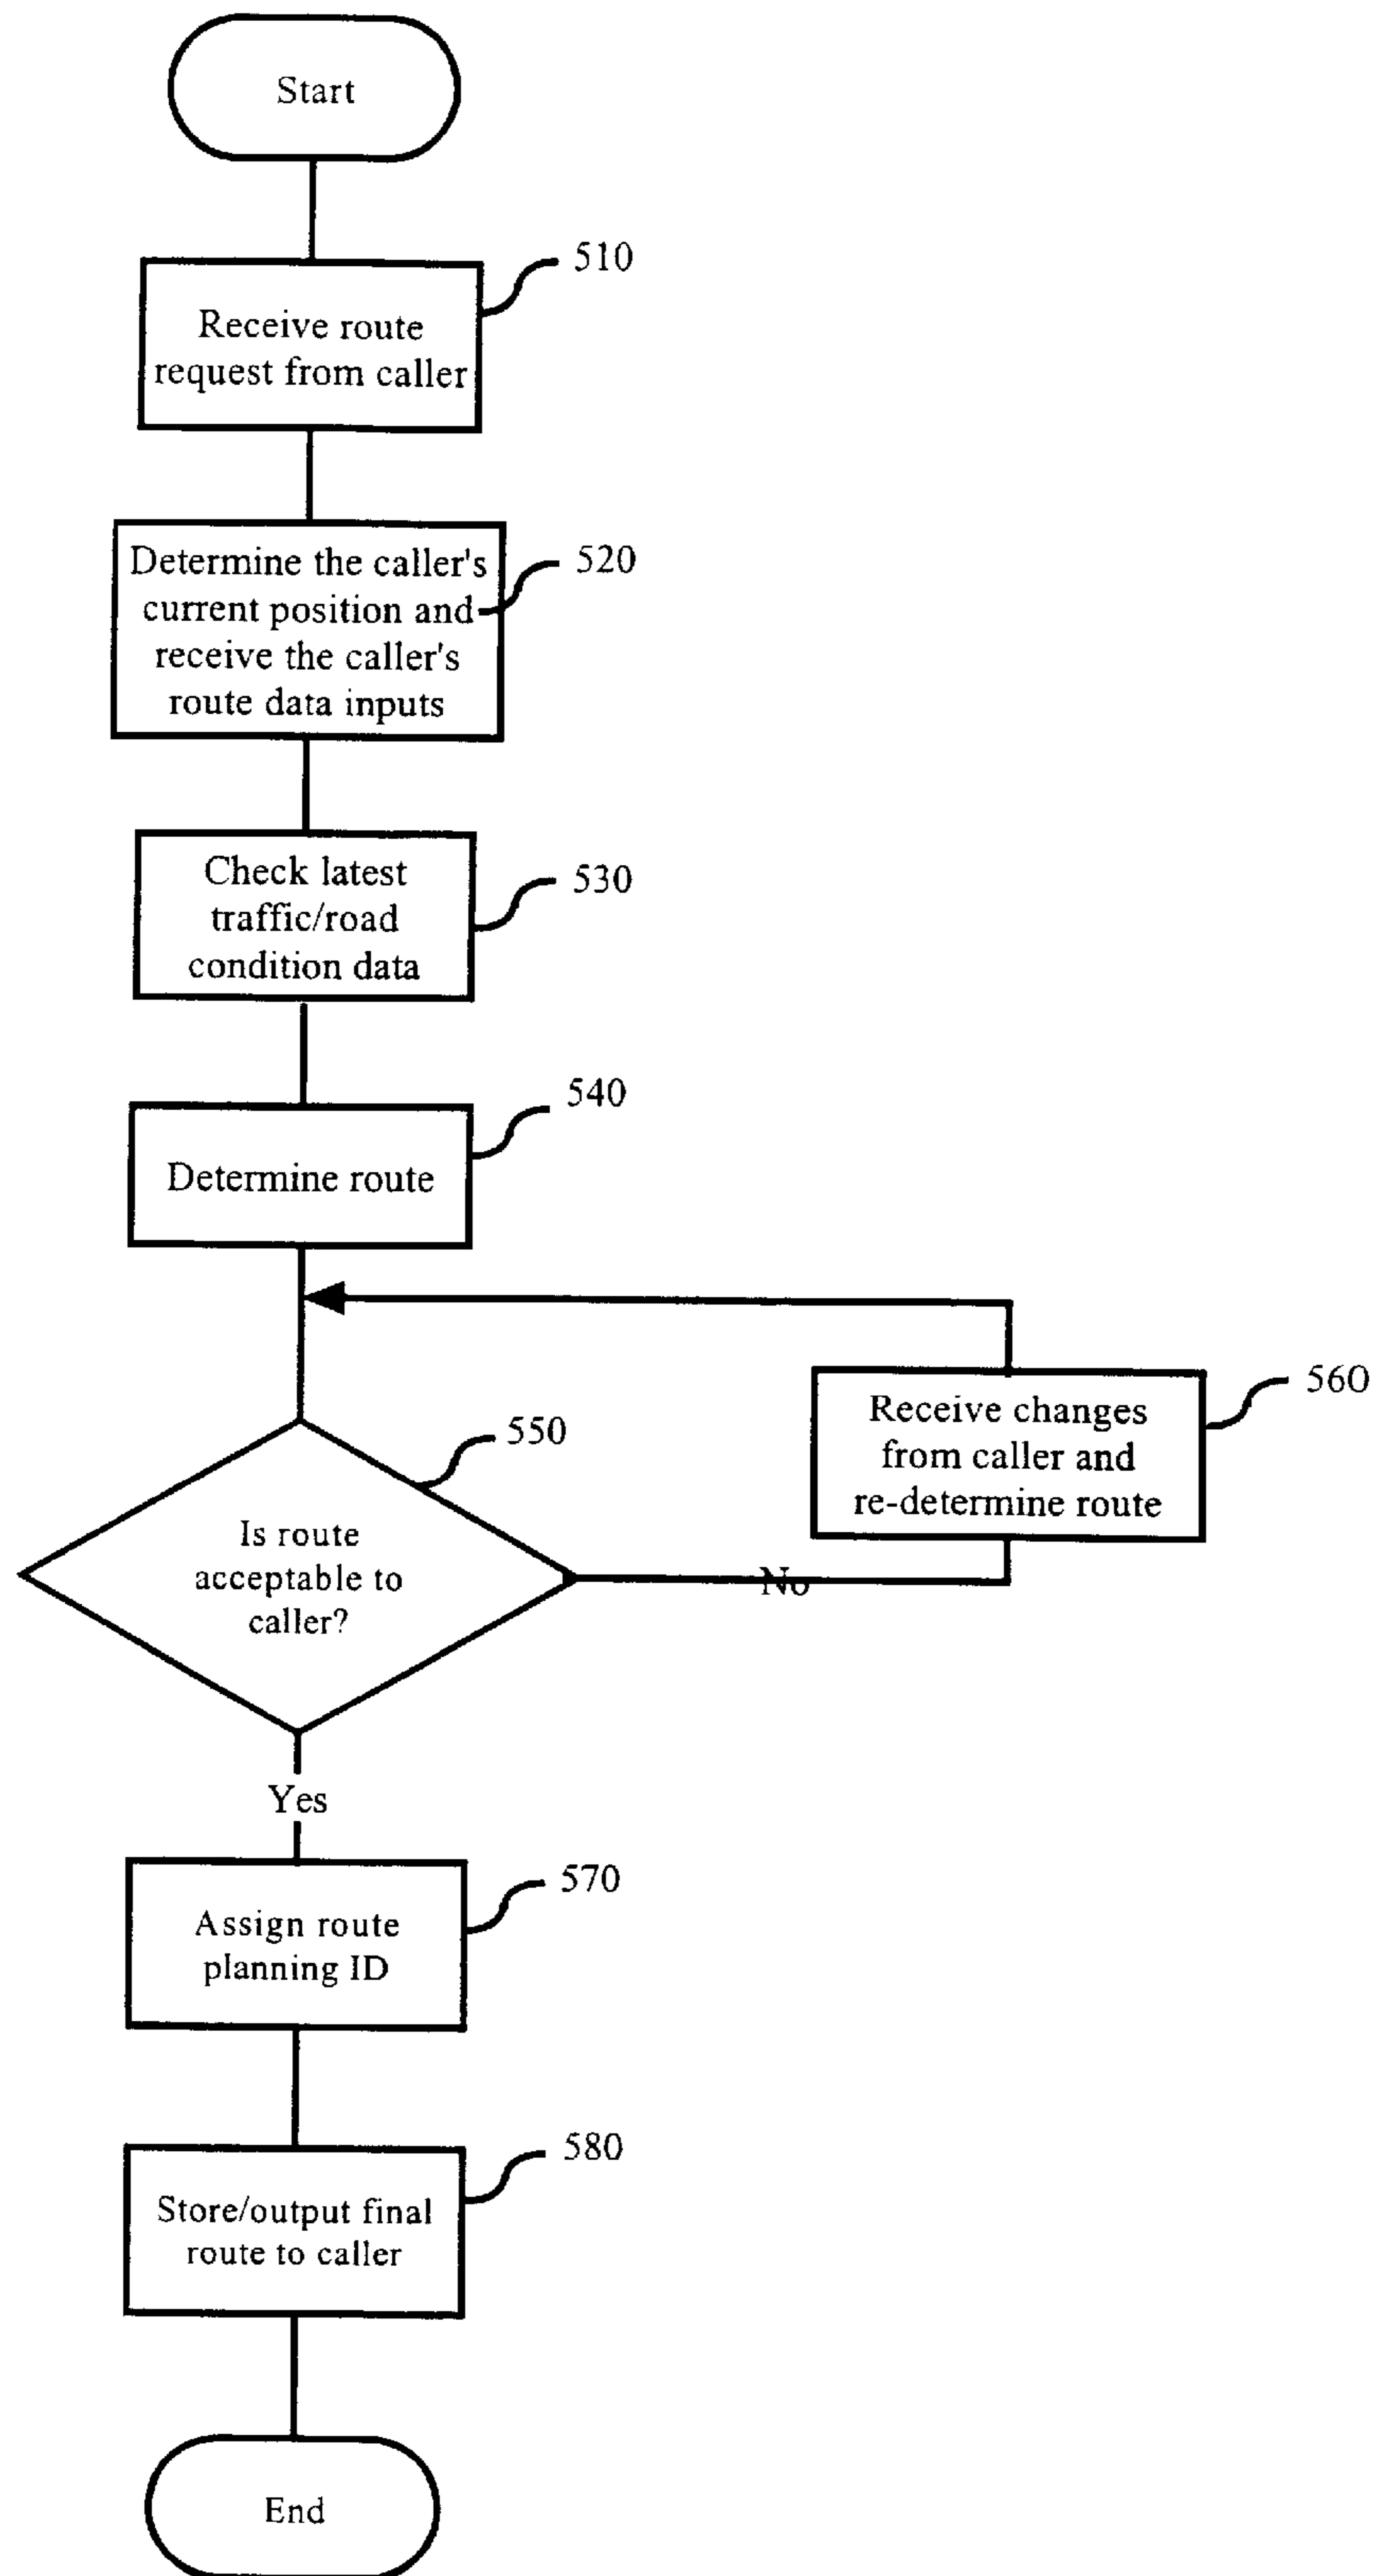 Start
510
Receive route
request from caller
520
Determine the caller's
current position and
receive the caller's
route data inputs
530
Check latest
traffic/road
condition data
540
Determine route
560
Receive changes
from caller and
re-determine route
550
Is route
acceptable to
caller?
No
Yes
570
Assign route
planning ID
580
Store/output final
route to caller
End